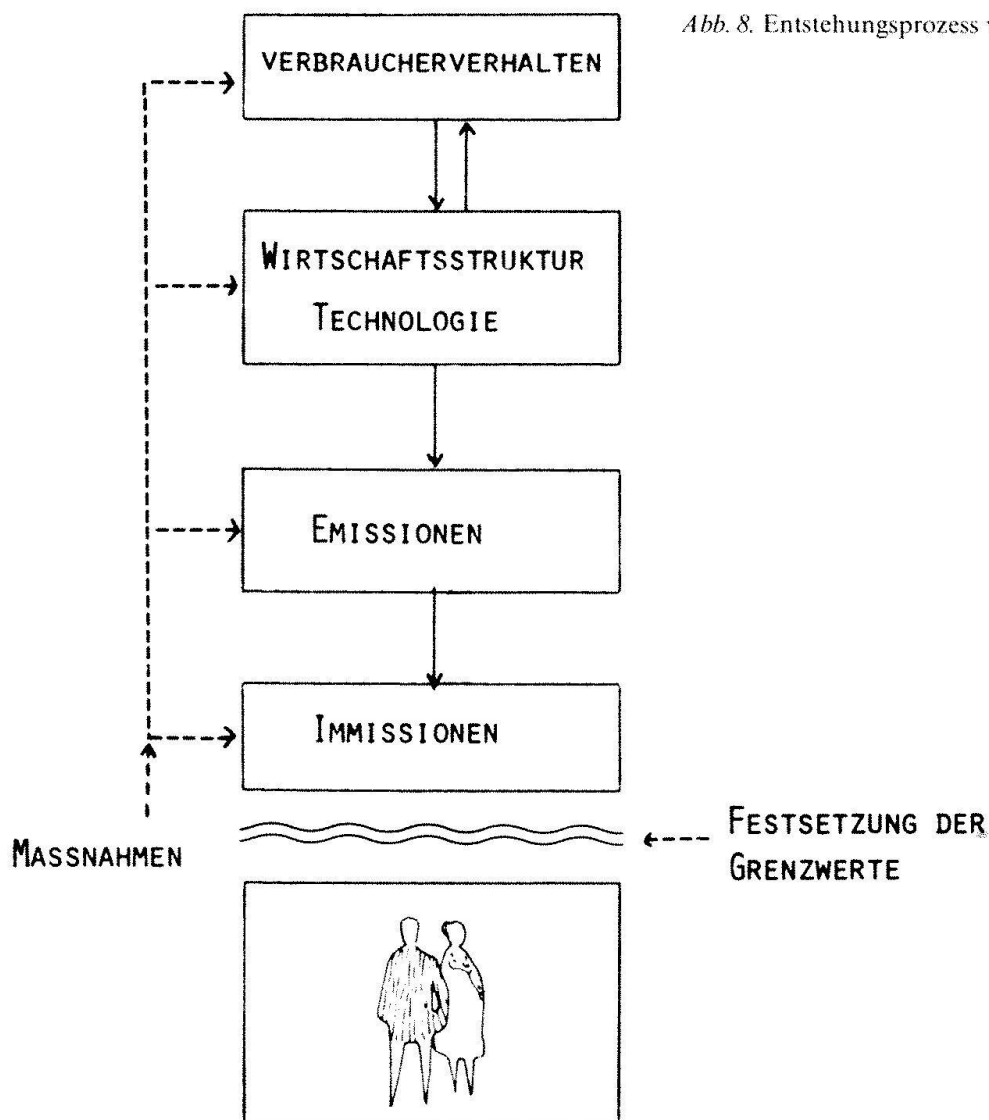 Abb. 8. Entstehungsprozess
VERBRAUCHERVERHALTEN
WIRTSCHAFTSSTRUKTUR
TECHNOLOGIE
EMISSIONEN
IMMISSIONEN
MASSNAHMEN
FESTSETZUNG DER
GRENZWERTE